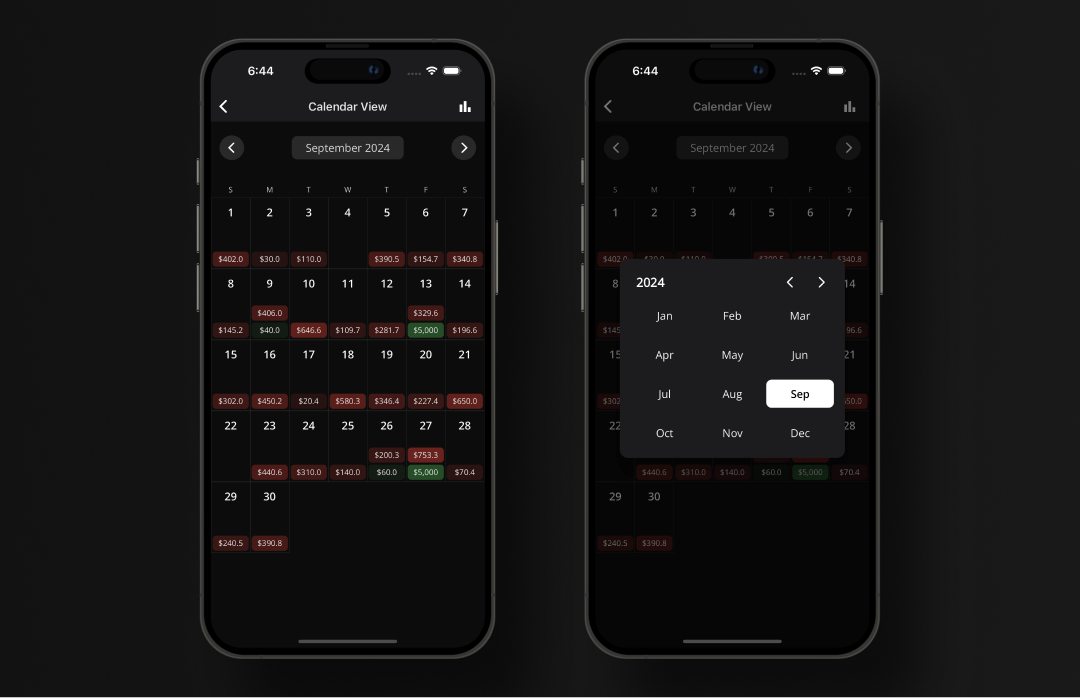 6:44
Calendar View
September 2024
S M T W T F S
1 2 3 4 5 6 7
$402.0 $30.0 $110.0 $390.5 $154.7 $340.8
8 9 10 11 12 13 14
$406.0 $329.6
$145.2 $40.0 $646.6 $109.7 $281.7 $5,000 $196.6
15 16 17 18 19 20 21
$302.0 $450.2 $20.4 $580.3 $346.4 $227.4 $650.0
22 23 24 25 26 27 28
$200.3 $753.3
$440.6 $310.0 $140.0 $60.0 $5,000 $70.4
29 30
$240.5 $390.8
6:44
Calendar View
September 2024
S M T W T F S
1 2 3 4 5 6 7
$402.0 $30.0 $110.0 $390.5 $154.7 $340.8
8 14
2024
Jan Feb Mar
Apr May Jun
Jul Aug Sep
Oct Nov Dec
15 21
22 28
$440.6 $310.0 $140.0 $60.0 $5,000 $70.4
29 30
$240.5 $390.8